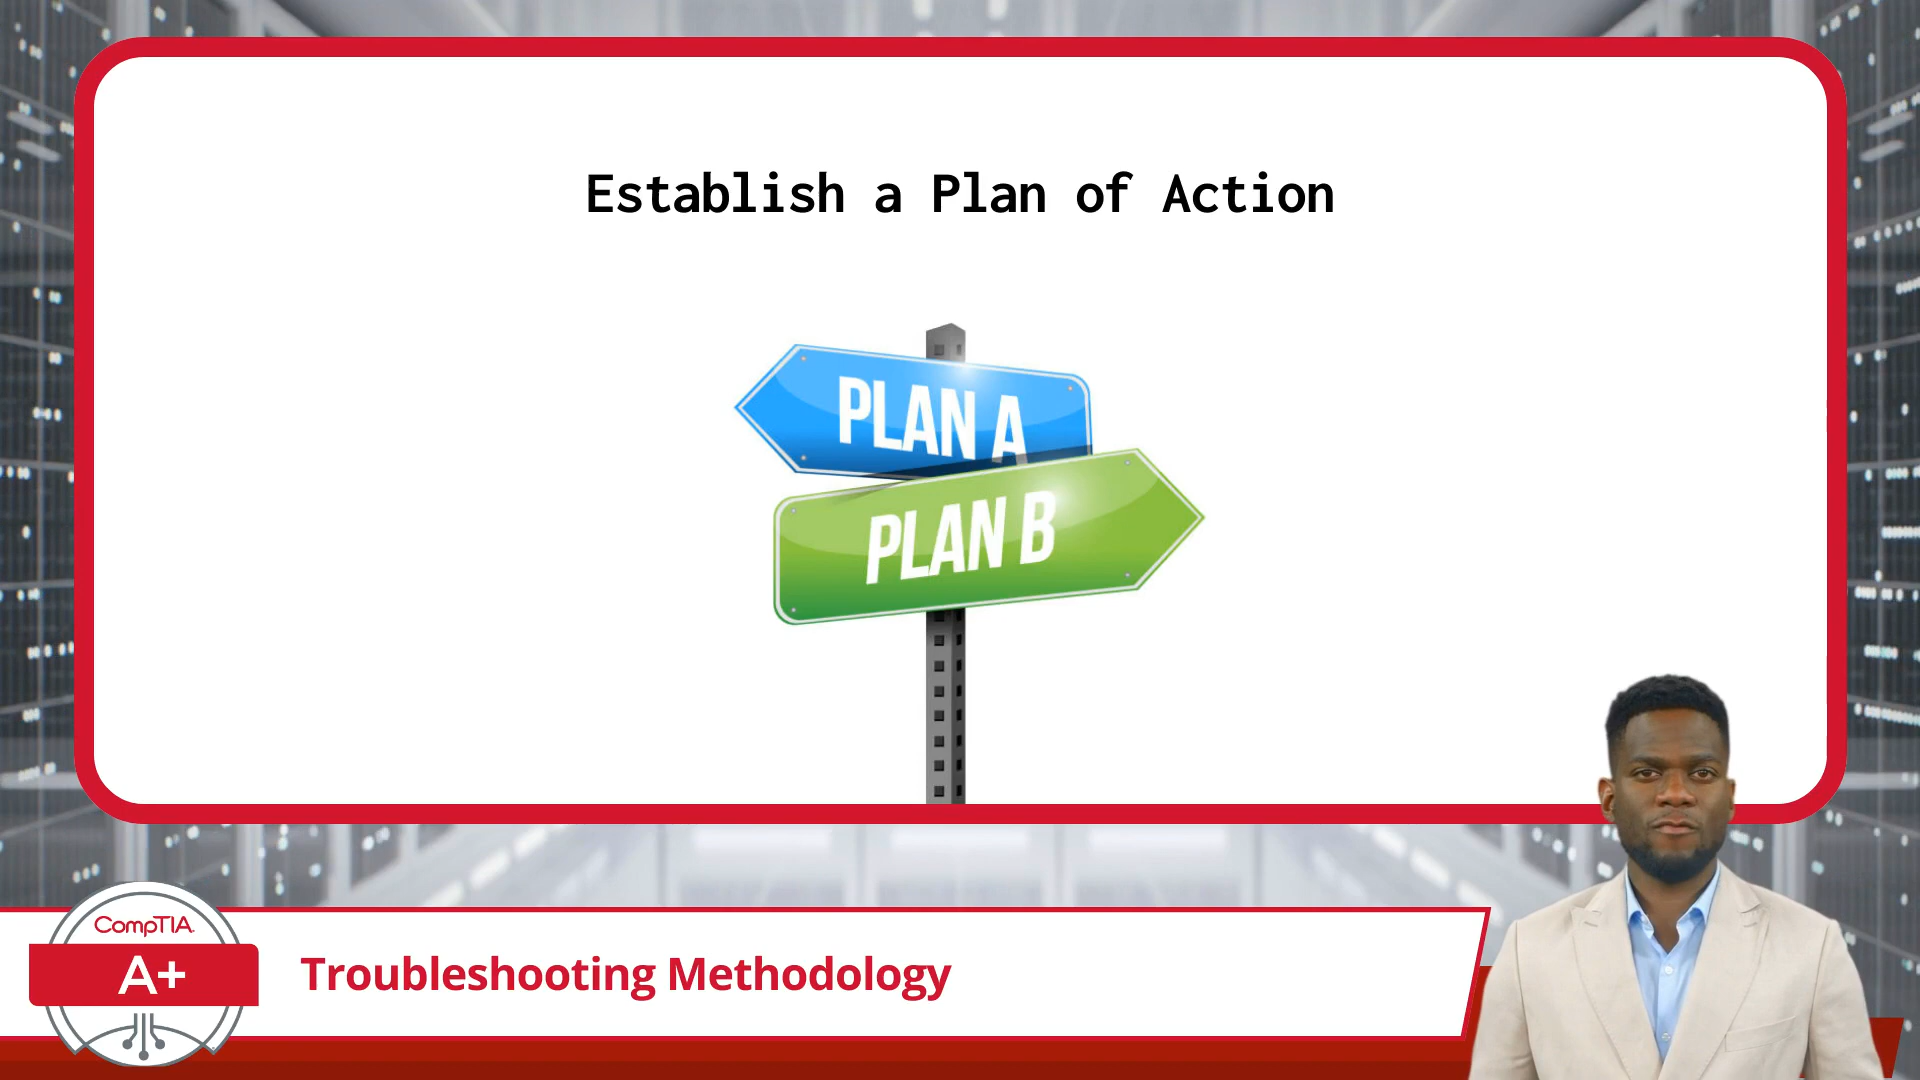 Establish a Plan of Action
PLAN A
PLAN B
CompTIA.
A+
Troubleshooting Methodology